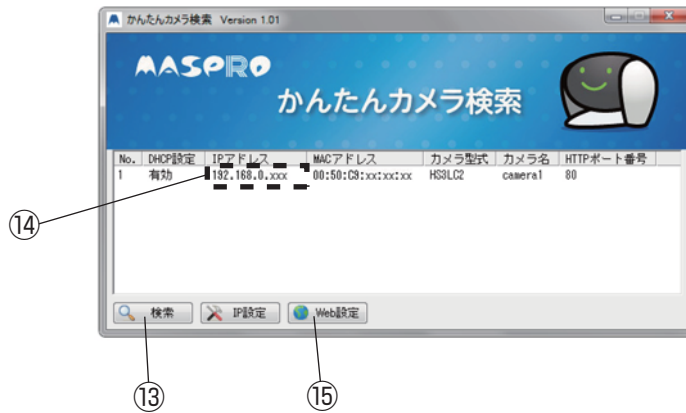 かんたんカメラ検索 Version 1.01
MASPRO
かんたんカメラ検索
No. DHCP設定 IPアドレス MACアドレス カメラ型式 カメラ名 HTTPポート番号
1 有効 192.168.0.xxx 00:50:C9:xx:xx:xx HS3LC2 camera1 80
⑭
検索 IP設定 Web設定
⑬ ⑮